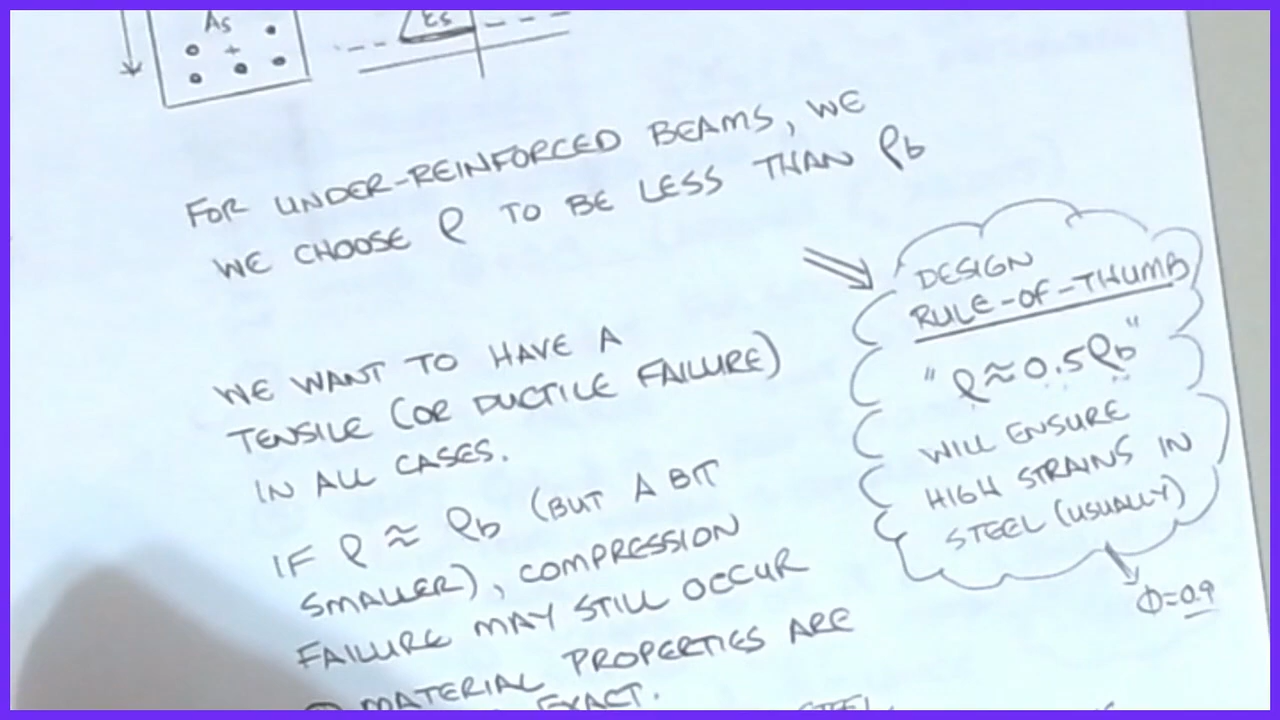 As
εs
FOR UNDER-REINFORCED BEAMS, WE
WE CHOOSE ρ TO BE LESS THAN ρb
DESIGN
RULE-OF-THUMB
"ρ ≈ 0.5ρb"
WILL ENSURE
HIGH STRAINS IN
STEEL (USUALLY)
ϕ=0.9
WE WANT TO HAVE A
TENSILE (OR DUCTILE FAILURE)
IN ALL CASES.
IF ρ ≈ ρb (BUT A BIT
SMALLER), COMPRESSION
FAILURE MAY STILL OCCUR
MATERIAL PROPERTIES ARE
EXACT.
STEEL